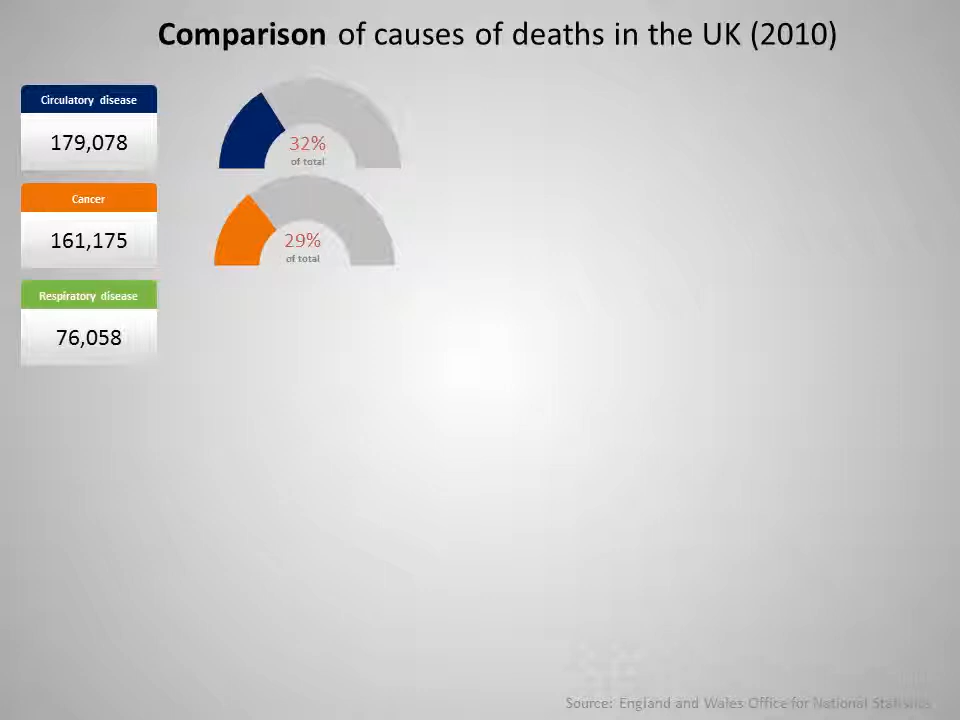 Comparison of causes of deaths in the UK (2010)
Circulatory disease
179,078
32%
of total
Cancer
161,175
29%
of total
Respiratory disease
76,058
Source: England and Wales Office for National Statistics